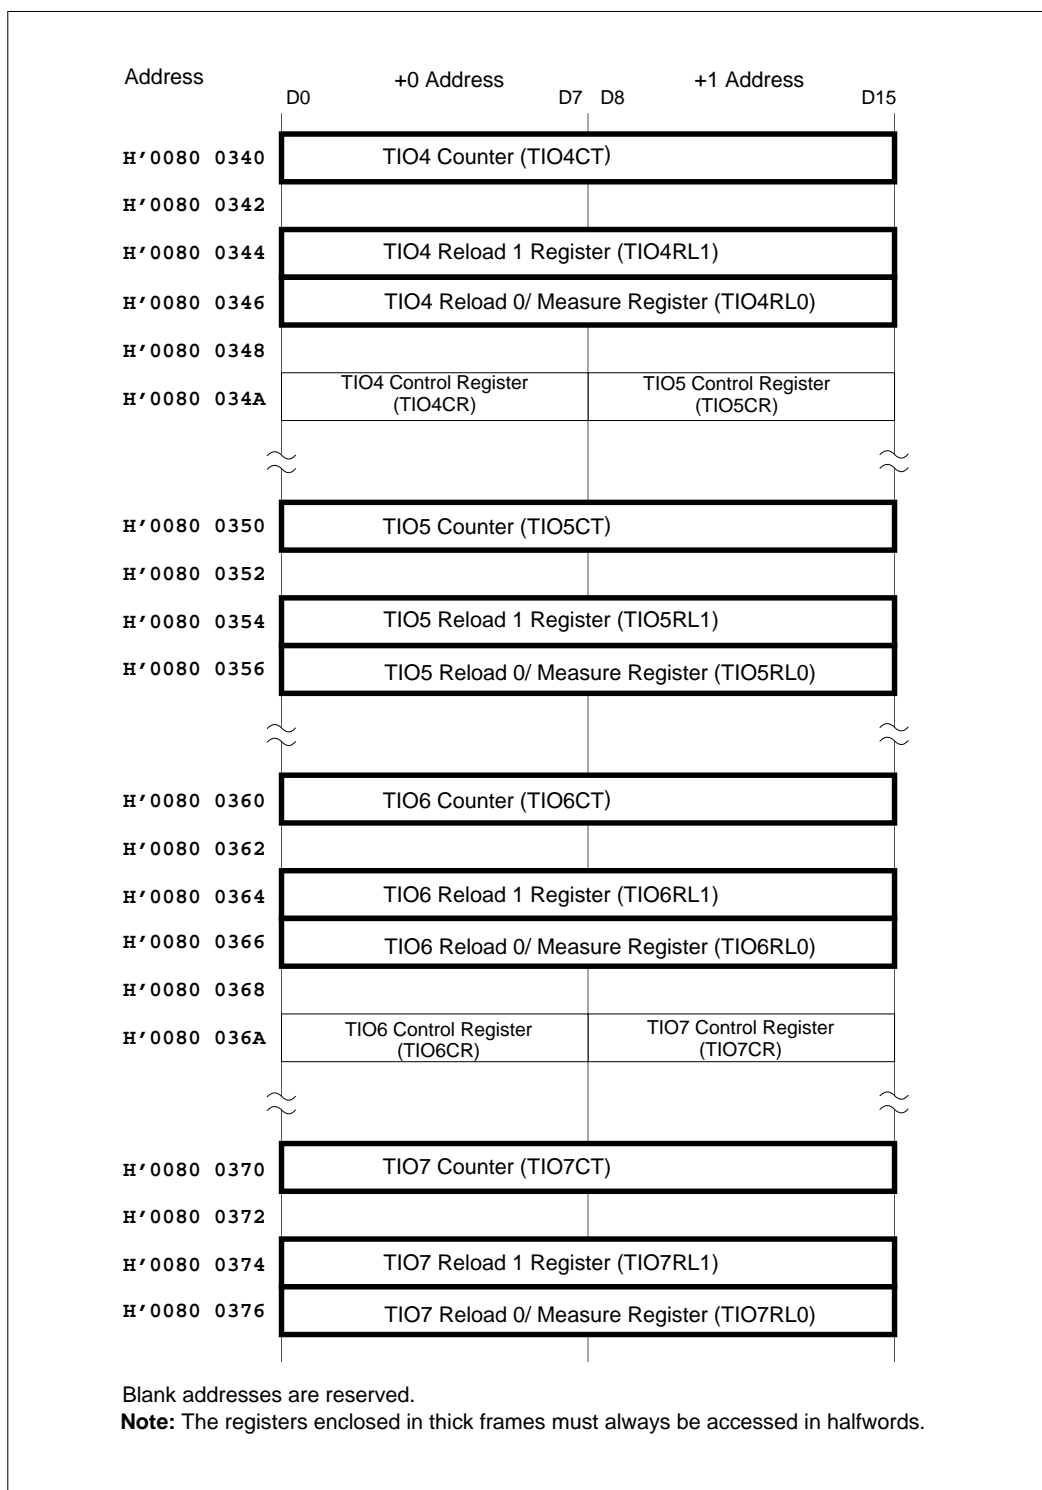 Address +0 Address +1 Address
D0 D7 D8 D15
H'0080 0340 TIO4 Counter (TIO4CT)
H'0080 0342
H'0080 0344 TIO4 Reload 1 Register (TIO4RL1)
H'0080 0346 TIO4 Reload 0/ Measure Register (TIO4RL0)
H'0080 0348
H'0080 034A TIO4 Control Register (TIO4CR) TIO5 Control Register (TIO5CR)
H'0080 0350 TIO5 Counter (TIO5CT)
H'0080 0352
H'0080 0354 TIO5 Reload 1 Register (TIO5RL1)
H'0080 0356 TIO5 Reload 0/ Measure Register (TIO5RL0)
H'0080 0360 TIO6 Counter (TIO6CT)
H'0080 0362
H'0080 0364 TIO6 Reload 1 Register (TIO6RL1)
H'0080 0366 TIO6 Reload 0/ Measure Register (TIO6RL0)
H'0080 0368
H'0080 036A TIO6 Control Register (TIO6CR) TIO7 Control Register (TIO7CR)
H'0080 0370 TIO7 Counter (TIO7CT)
H'0080 0372
H'0080 0374 TIO7 Reload 1 Register (TIO7RL1)
H'0080 0376 TIO7 Reload 0/ Measure Register (TIO7RL0)
Blank addresses are reserved.
Note: The registers enclosed in thick frames must always be accessed in halfwords.